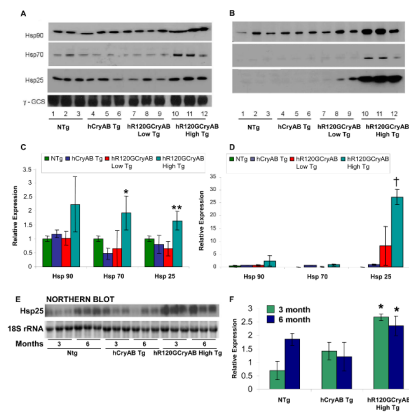 A
B
Hsp90
Hsp70
Hsp25
γ-GCS
1 2 3 4 5 6 7 8 9 10 11 12
1 2 3 4 5 6 7 8 9 10 11 12
NTg hCryAB Tg hR120GCryAB Low Tg hR120GCryAB High Tg
NTg hCryAB Tg hR120GCryAB Low Tg hR120GCryAB High Tg
C
D
NTg hCryAB Tg hR120GCryAB Low Tg hR120GCryAB High Tg
NTg hCryAB Tg hR120GCryAB Low Tg hR120GCryAB High Tg
Relative Expression
3.5
3
2.5
2
1.5
1
0.5
0
* **
Hsp 90 Hsp 70 Hsp 25
Relative Expression
35
30
25
20
15
10
5
0
†
Hsp 90 Hsp 70 Hsp 25
E NORTHERN BLOT
Hsp25
18S rRNA
Months 3 6 3 6 3 6
Ntg hCryAB Tg hR120GCryAB High Tg
F
3 month
6 month
Relative Expression
3
2.5
2
1.5
1
0.5
0
* *
NTg hCryAB Tg hR120GCryAB
High Tg